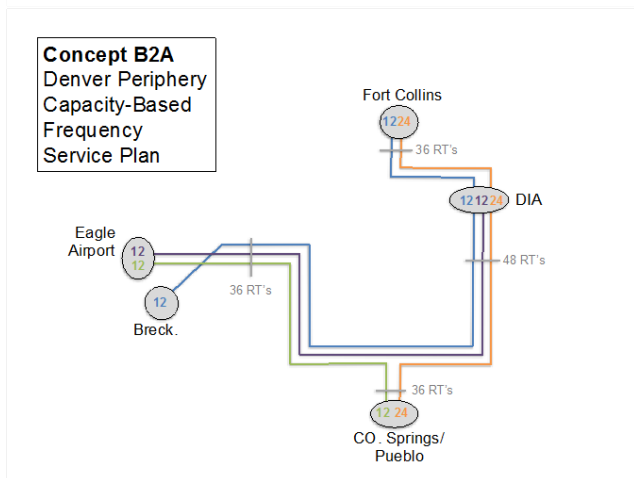 Concept B2A
Denver Periphery
Capacity-Based
Frequency
Service Plan
Fort Collins
12 24
36 RT's
12 12 24
DIA
Eagle
Airport
12
12
48 RT's
36 RT's
12
Breck.
36 RT's
12 24
CO. Springs/
Pueblo